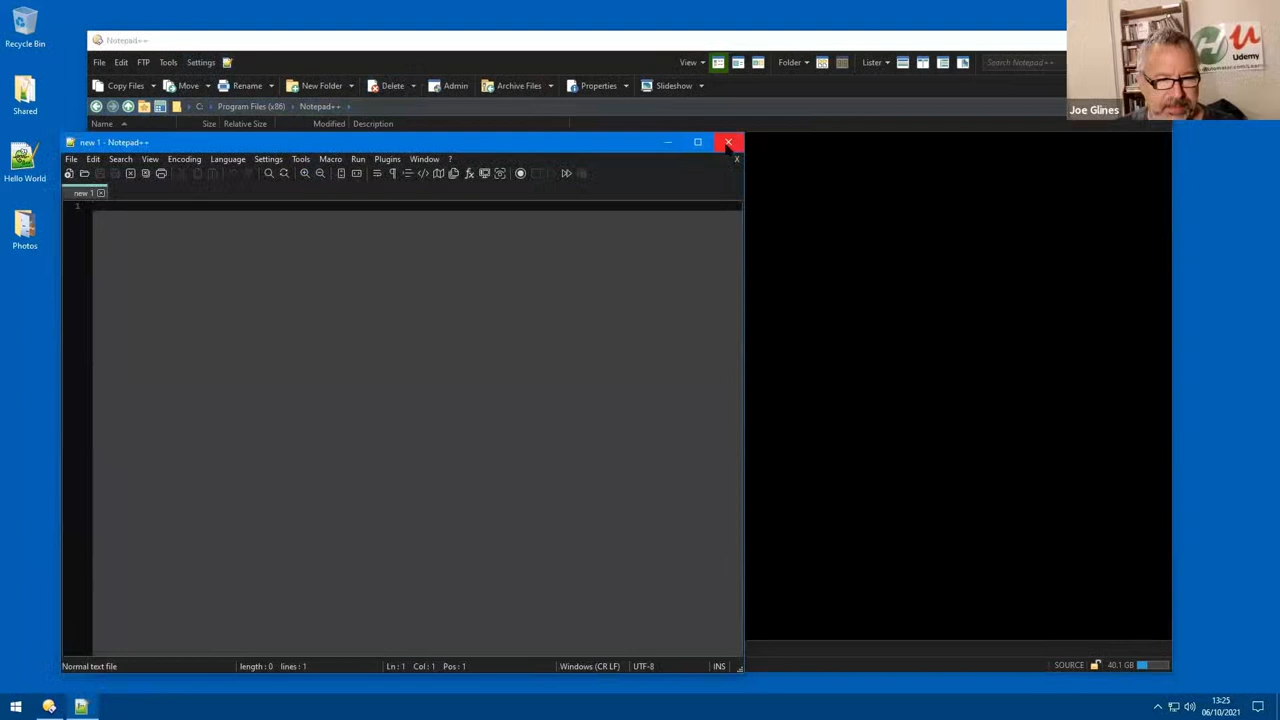 Recycle Bin
Shared
Hello World
Photos
Notepad++
File Edit FTP Tools Settings
View Folder Lister Search Notepad++
Copy Files Move Rename New Folder Delete Admin Archive Files Properties Slideshow
C: Program Files (x86) Notepad++
Name Size Relative Size Modified Description
Joe Glines
Udemy
new 1 - Notepad++
File Edit Search View Encoding Language Settings Tools Macro Run Plugins Window ? X
new 1
1
Normal text file length : 0 lines : 1 Ln : 1 Col : 1 Pos : 1 Windows (CR LF) UTF-8 INS
SOURCE 40.1 GB
13:25
06/10/2021